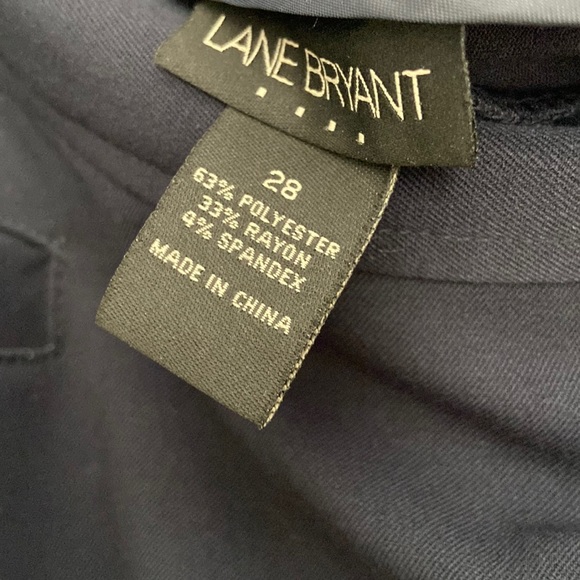 LANE BRYANT
28
63% POLYESTER
33% RAYON
4% SPANDEX
MADE IN CHINA